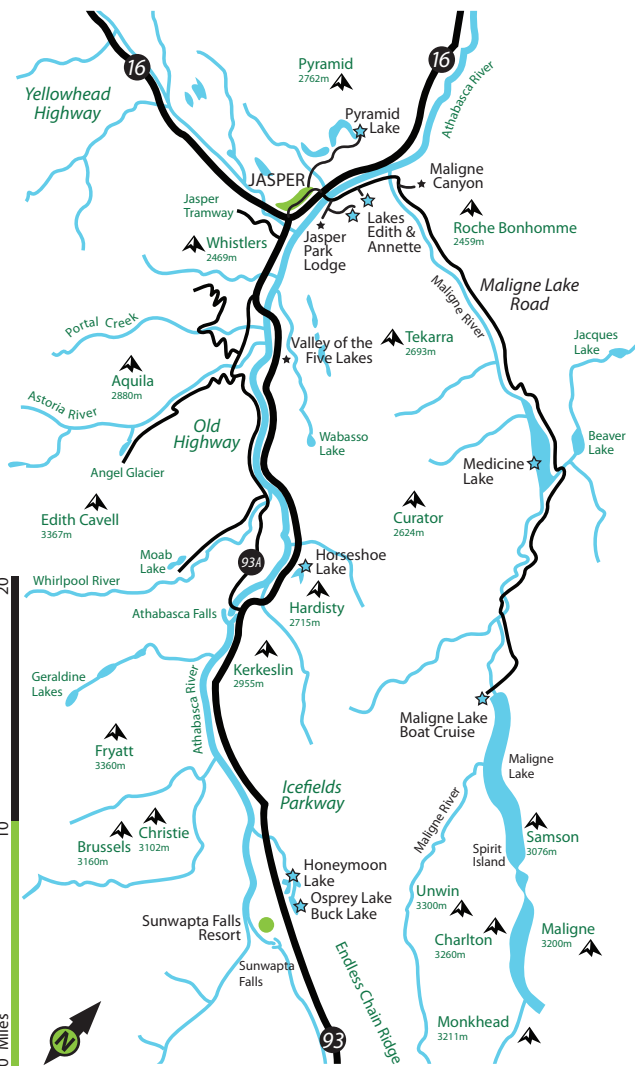 16
16
Pyramid
2762m
Yellowhead
Highway
Athabasca River
Pyramid
Lake
JASPER
Maligne
Canyon
Jasper
Tramway
Lakes
Edith &
Annette
Jasper
Park
Lodge
Roche Bonhomme
2459m
Whistlers
2469m
Maligne Lake
Road
Maligne River
Portal Creek
Valley of the
Five Lakes
Tekarra
2693m
Jacques
Lake
Aquila
2880m
Astoria River
Old
Highway
Wabasso
Lake
Beaver
Lake
Angel Glacier
Medicine
Lake
Edith Cavell
3367m
Curator
2624m
Moab
Lake
93A
Horseshoe
Lake
Whirlpool River
20
Hardisty
2715m
Athabasca Falls
Kerkeslin
2955m
Geraldine
Lakes
Athabasca River
Maligne Lake
Boat Cruise
Fryatt
3360m
Maligne
Lake
Icefields
Parkway
Maligne River
10
Christie
3102m
Brussels
3160m
Samson
3076m
Spirit
Island
Honeymoon
Lake
Osprey Lake
Buck Lake
Unwin
3300m
Sunwapta Falls
Resort
Charlton
3260m
Maligne
3200m
Sunwapta
Falls
Endless Chain Ridge
Monkhead
3211m
N
93
0 Miles